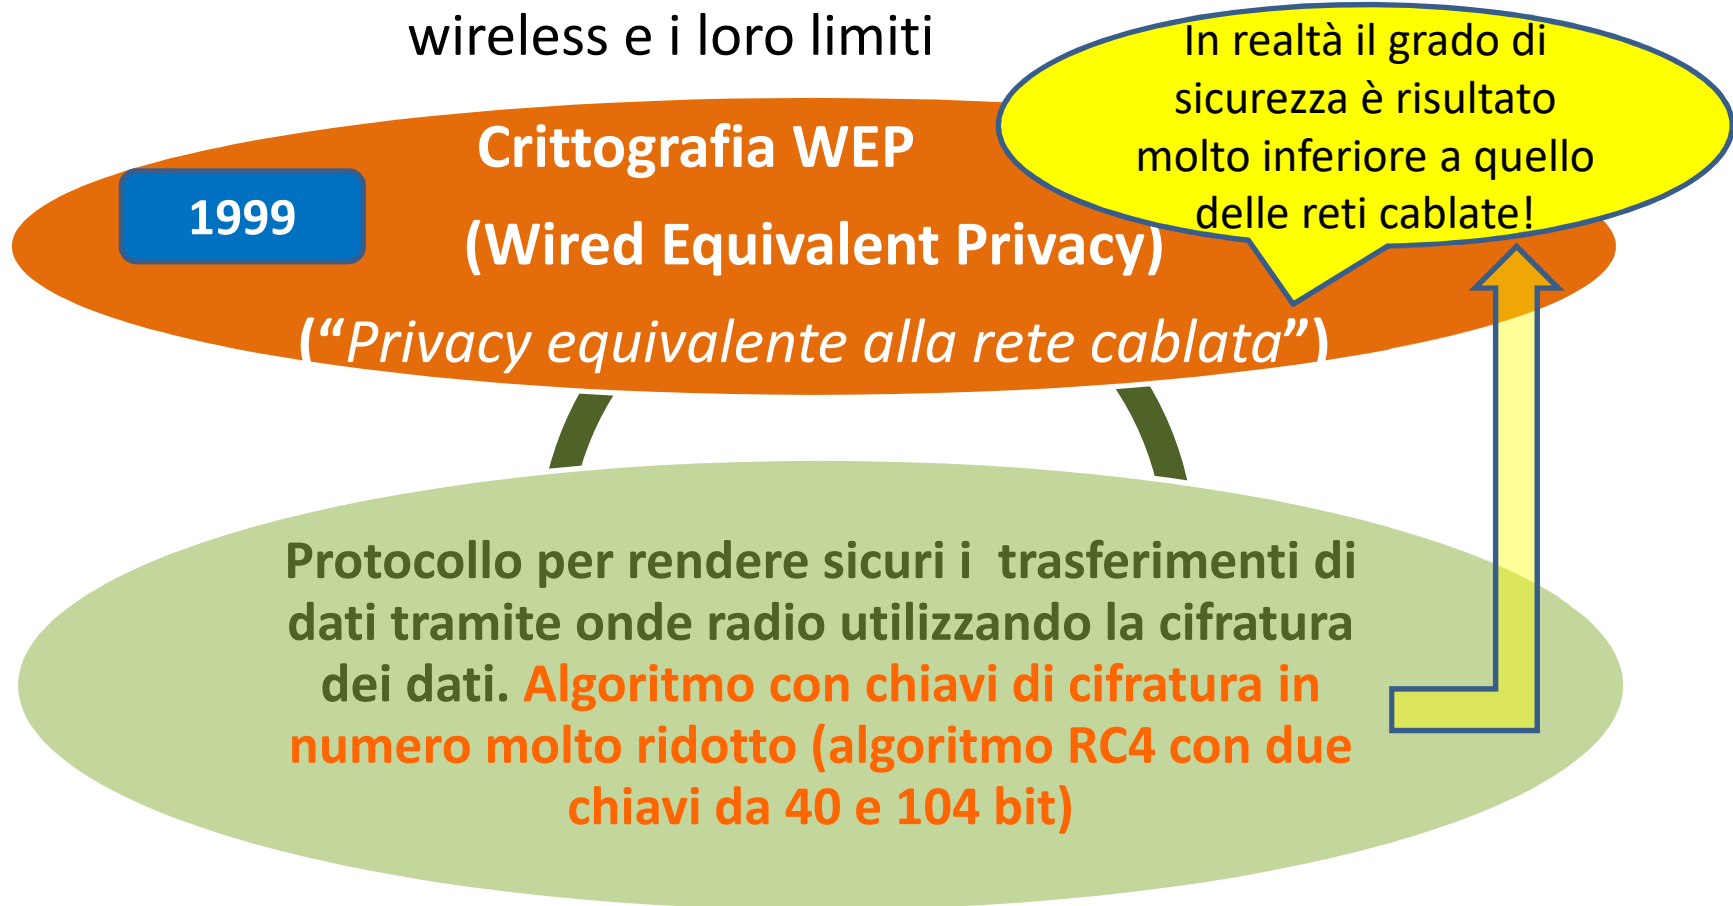 wireless e i loro limiti
In realtà il grado di
sicurezza è risultato
molto inferiore a quello
delle reti cablate!
1999
Crittografia WEP
(Wired Equivalent Privacy)
(“Privacy equivalente alla rete cablata”)
Protocollo per rendere sicuri i trasferimenti di
dati tramite onde radio utilizzando la cifratura
dei dati. Algoritmo con chiavi di cifratura in
numero molto ridotto (algoritmo RC4 con due
chiavi da 40 e 104 bit)